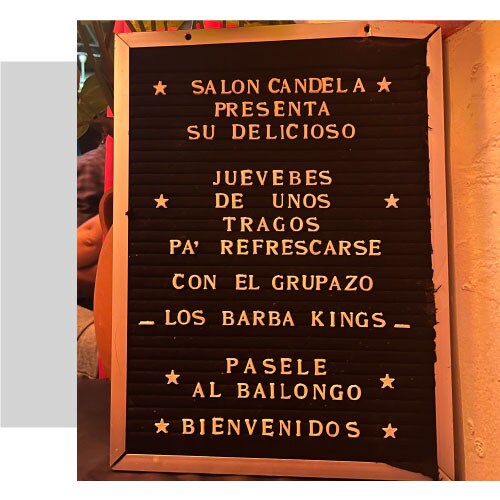 ★ SALON CANDELA ★
PRESENTA
SU DELICIOSO
JUEVEBES
★ DE UNOS ★
TRAGOS
PA' REFRESCARSE
CON EL GRUPAZO
_ LOS BARBA KINGS _
★ PASELE ★
AL BAILONGO
★ BIENVENIDOS ★